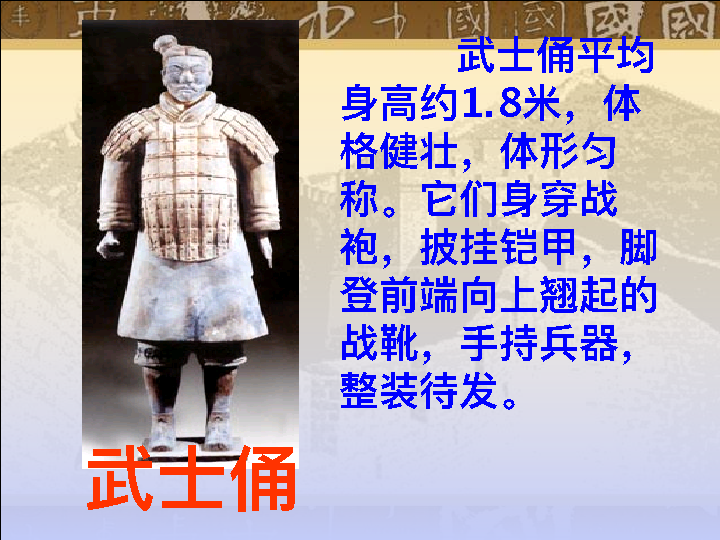 武士俑平均
身高约1.8米，体
格健壮，体形匀
称。它们身穿战
袍，披挂铠甲，脚
登前端向上翘起的
战靴，手持兵器，
整装待发。
武士俑